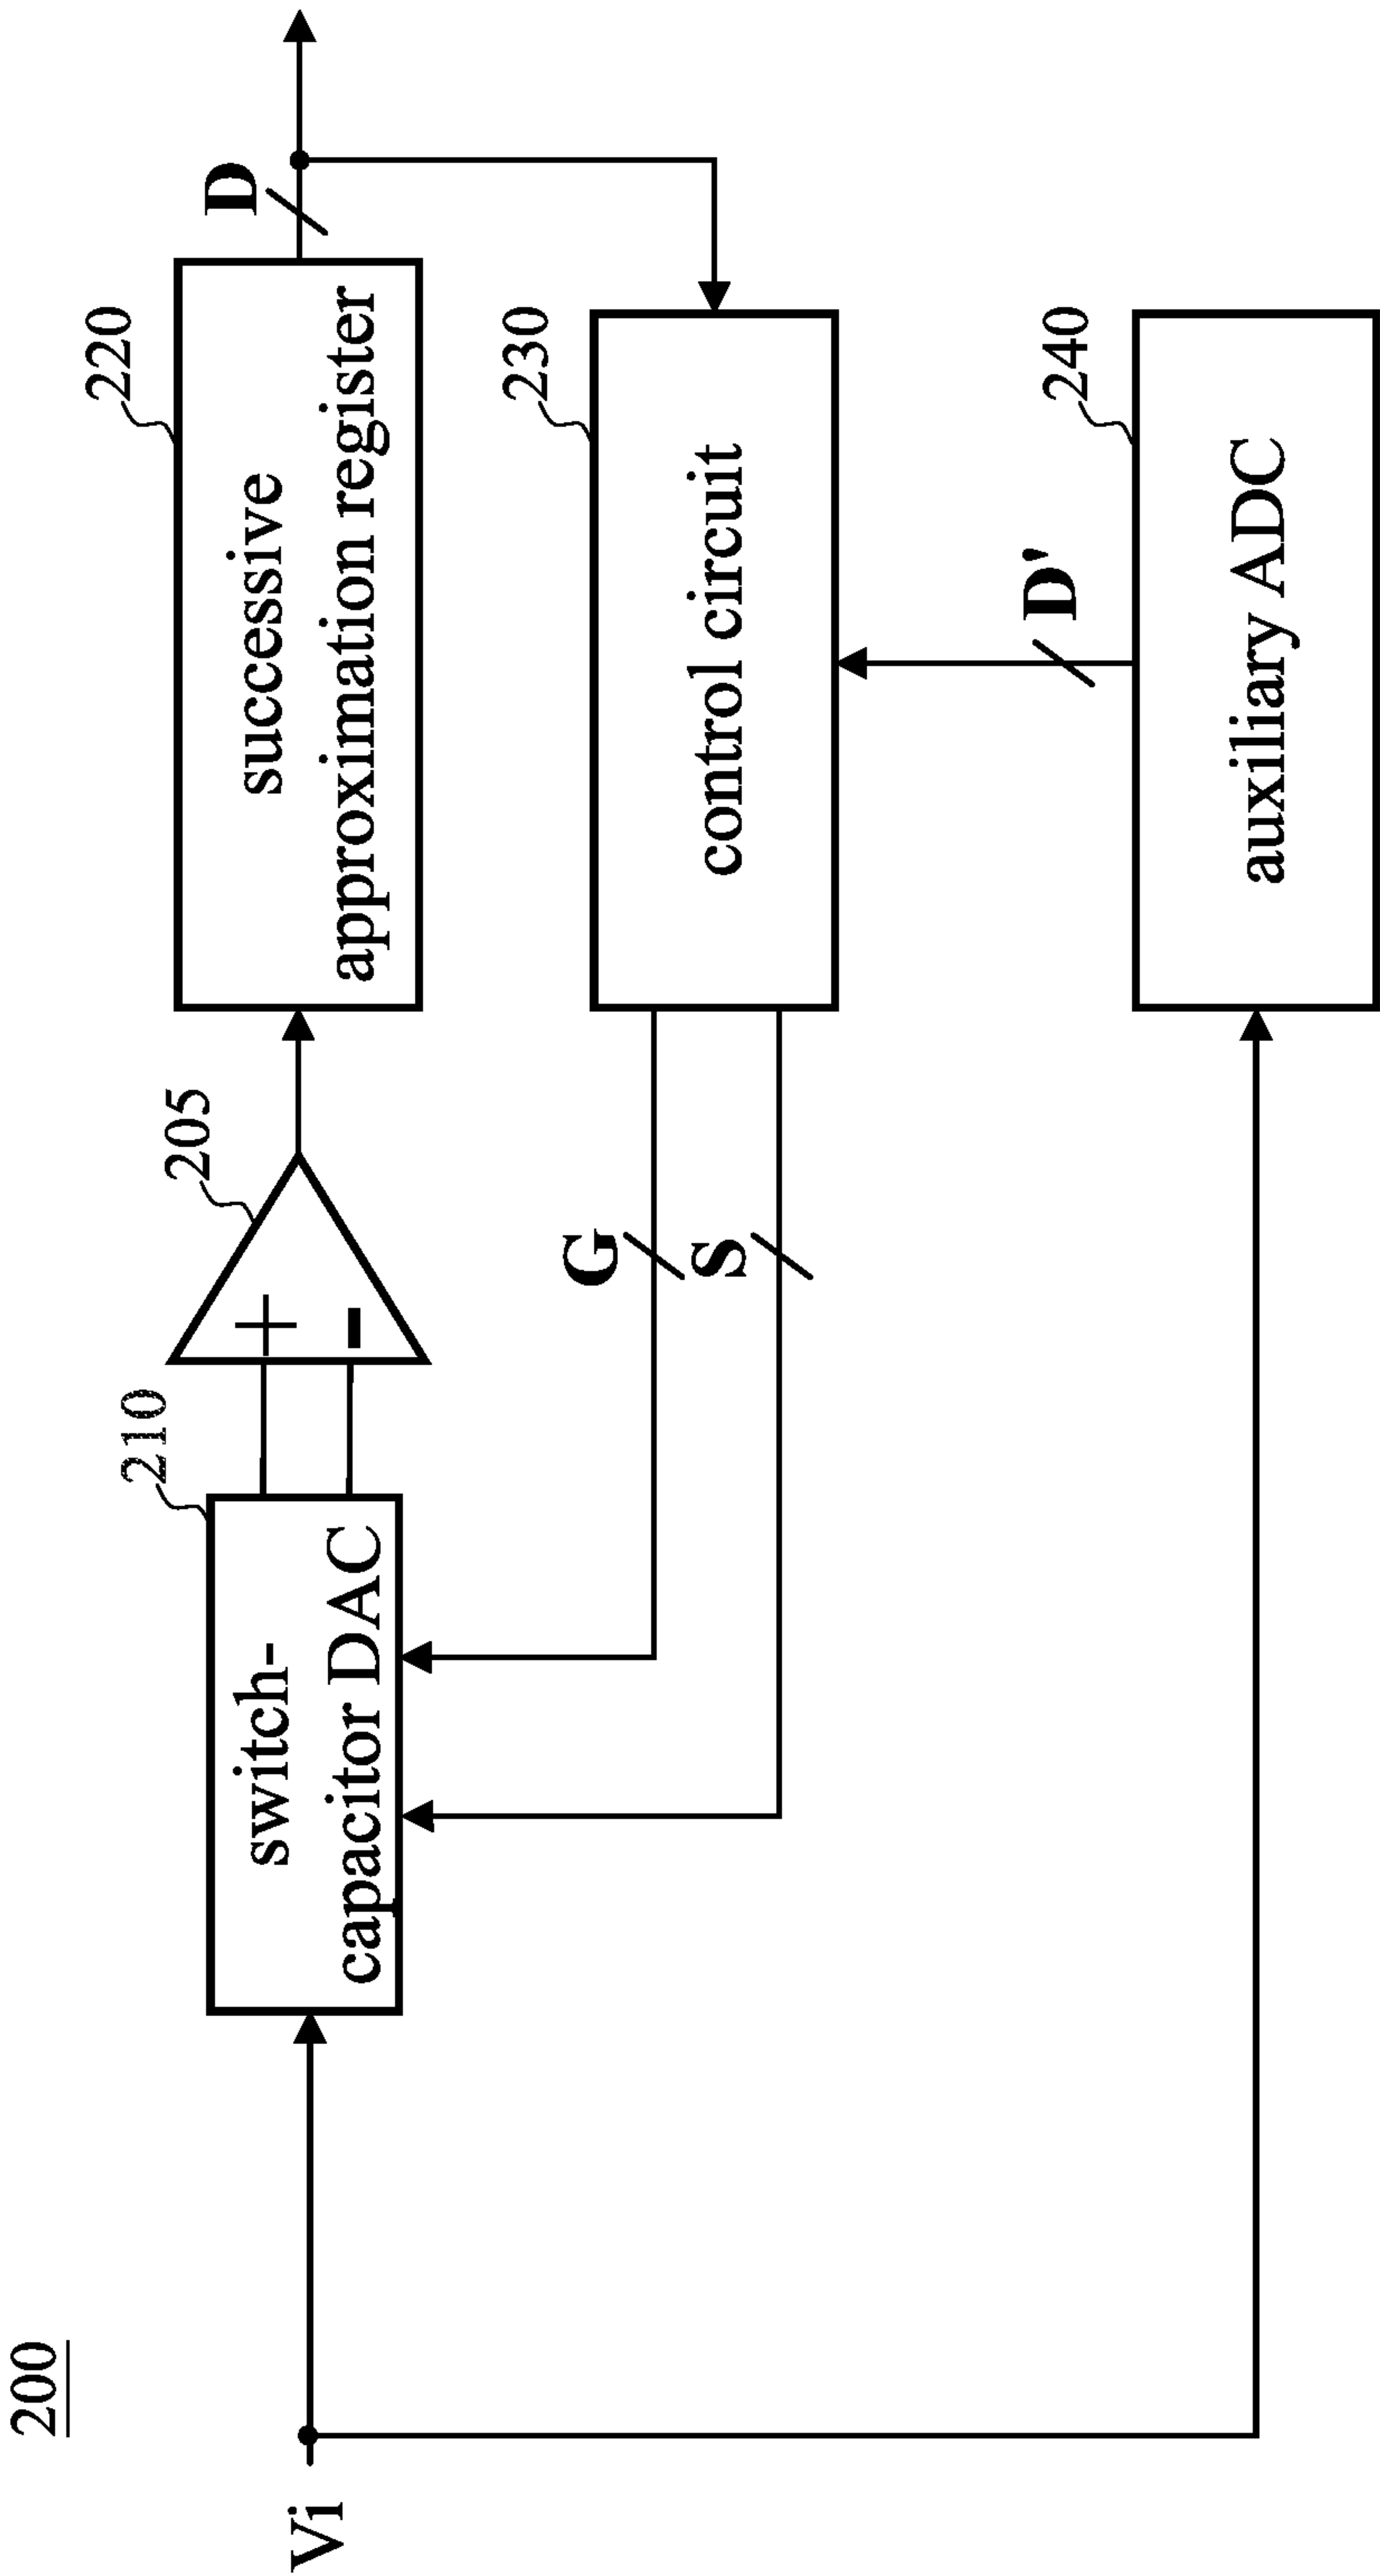 200
Vi
switch-
capacitor DAC
210
+
-
205
successive
approximation register
220
D
G
S
control circuit
230
D'
auxiliary ADC
240